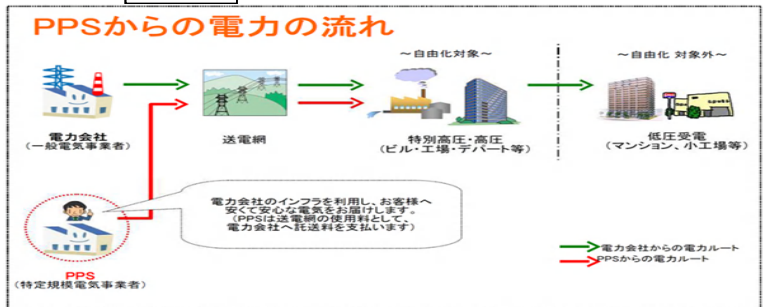 PPSからの電力の流れ
～自由化対象～
～自由化 対象外～
電力会社
(一般電気事業者)
送電網
特別高圧・高圧
(ビル・工場・デパート等)
低圧受電
(マンション、小工場等)
電力会社のインフラを利用し、お客様へ
安くて安心な電気をお届けします。
(PPSは送電網の使用料として、
電力会社へ託送料を支払います)
PPS
(特定規模電気事業者)
電力会社からの電力ルート
PPSからの電力ルート